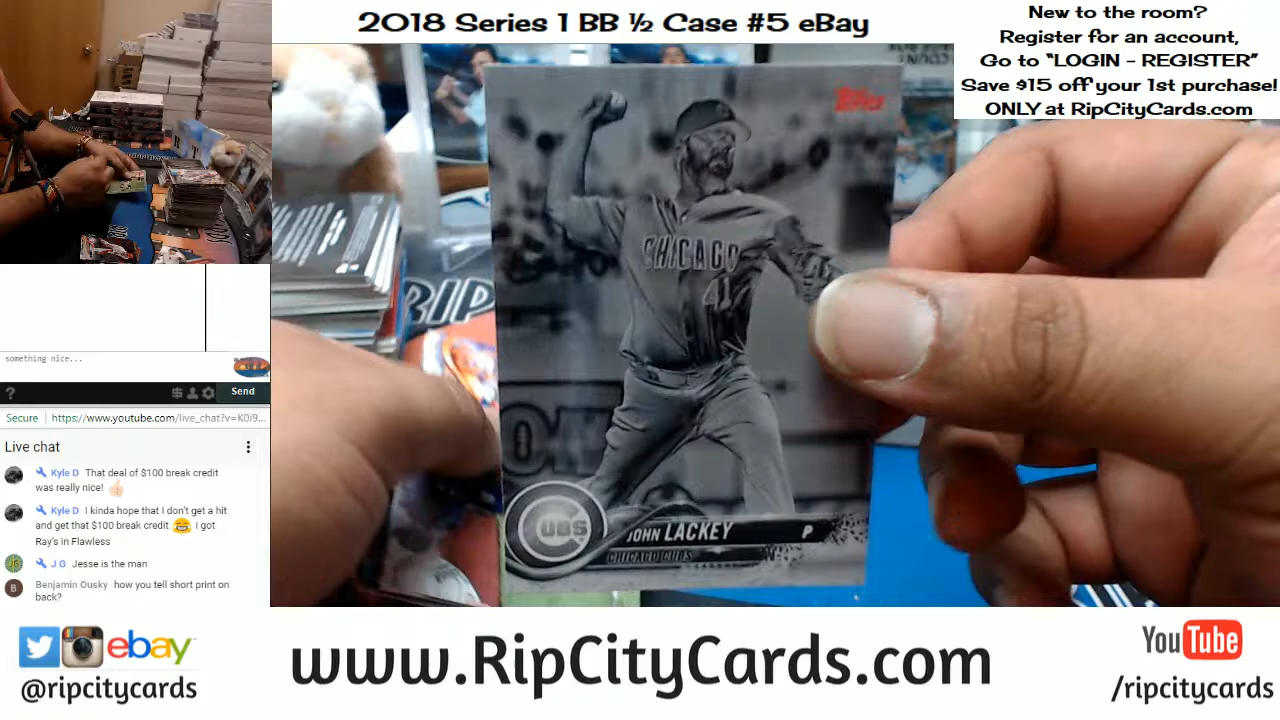 2018 Series 1 BB ½ Case #5 eBay
New to the room?
Register for an account,
Go to “LOGIN - REGISTER”
Save $15 off your 1st purchase!
ONLY at RipCityCards.com
Topps
CHICAGO
41
RIP
CUBS
JOHN LACKEY P
CHICAGO CUBS
something nice...
?
Send
Secure
https://www.youtube.com/live_chat?v=K0i9...
Live chat
Kyle D That deal of $100 break credit
was really nice! 👍🏻
Kyle D I kinda hope that I don't get a hit
and get that $100 break credit 😂 I got
Ray's in Flawless
JG
J G Jesse is the man
B
Benjamin Ousky how you tell short print on
back?
ebay
@ripcitycards
www.RipCityCards.com
YouTube
/ripcitycards